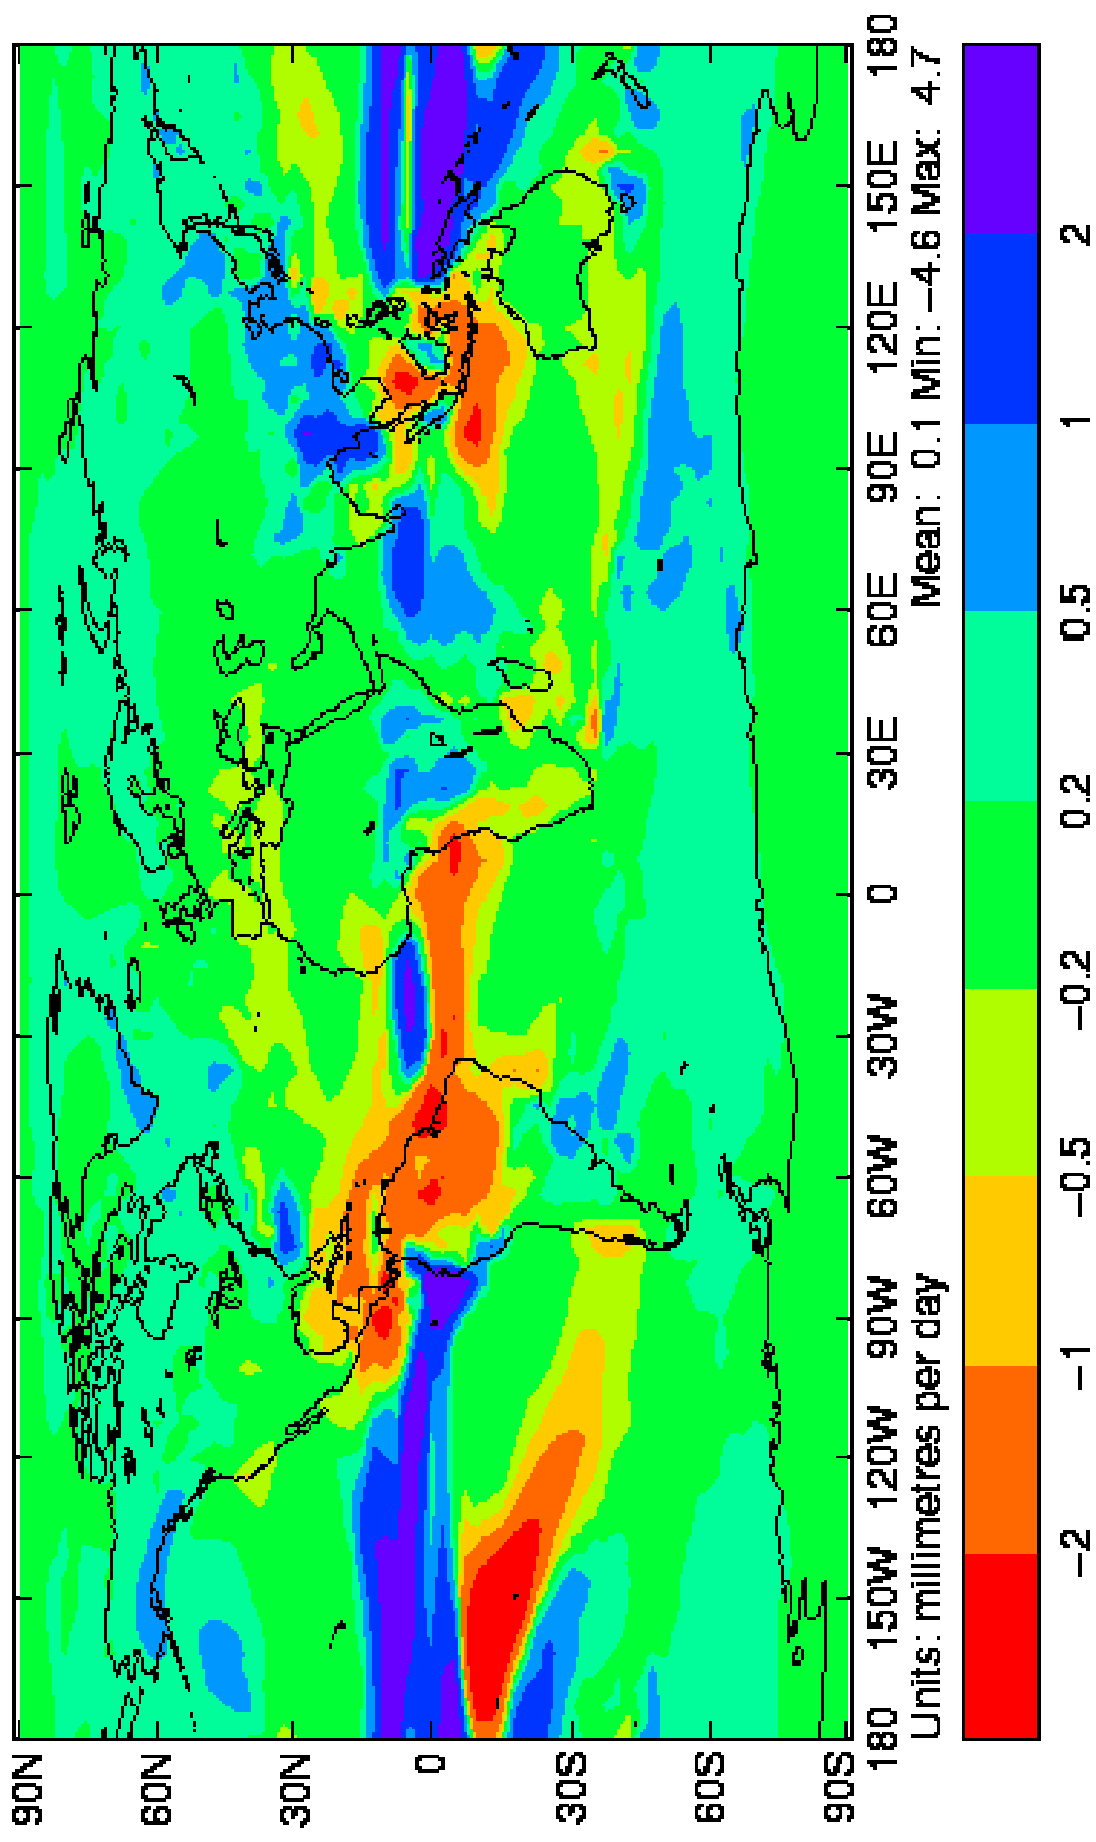 90N
60N
30N
0
30S
60S
90S
180 150W 120W 90W 60W 30W 0 30E 60E 90E 120E 150E 180
Units: millimetres per day Mean: 0.1 Min: −4.6 Max: 4.7
−2 −1 −0.5 −0.2 0.2 0.5 1 2